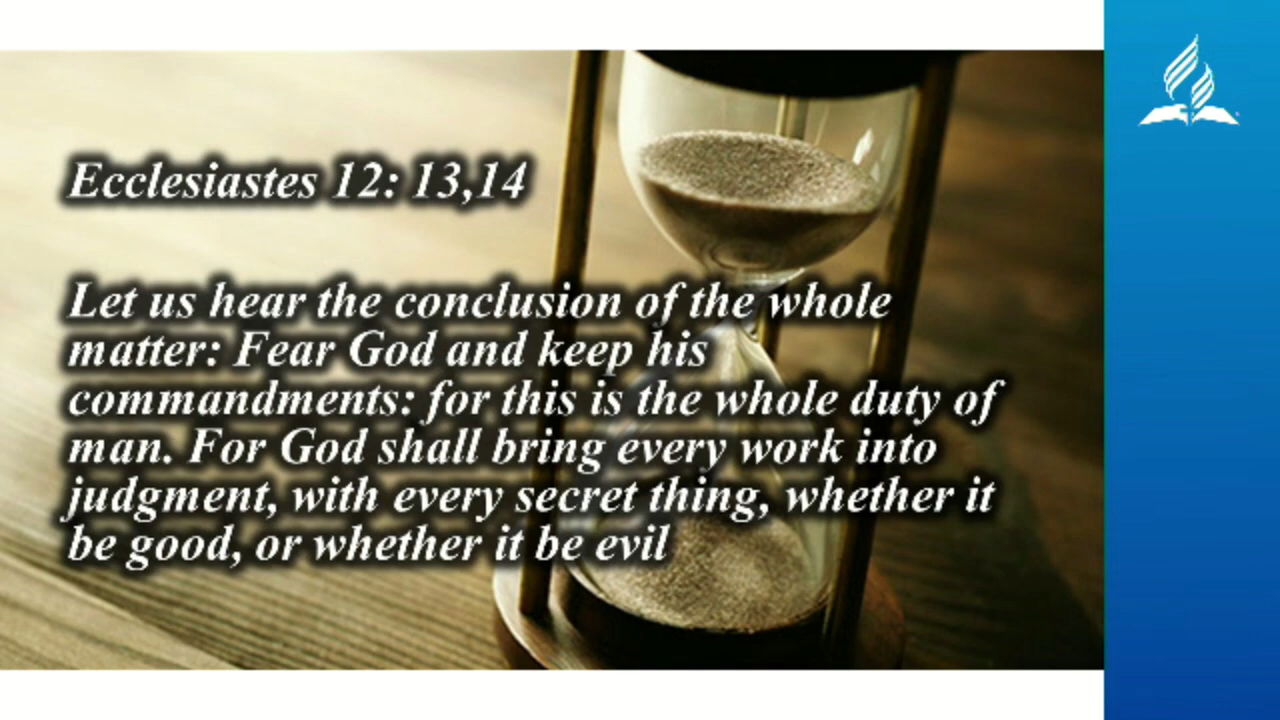 Ecclesiastes 12: 13,14
Let us hear the conclusion of the whole
matter: Fear God and keep his
commandments: for this is the whole duty of
man. For God shall bring every work into
judgment, with every secret thing, whether it
be good, or whether it be evil